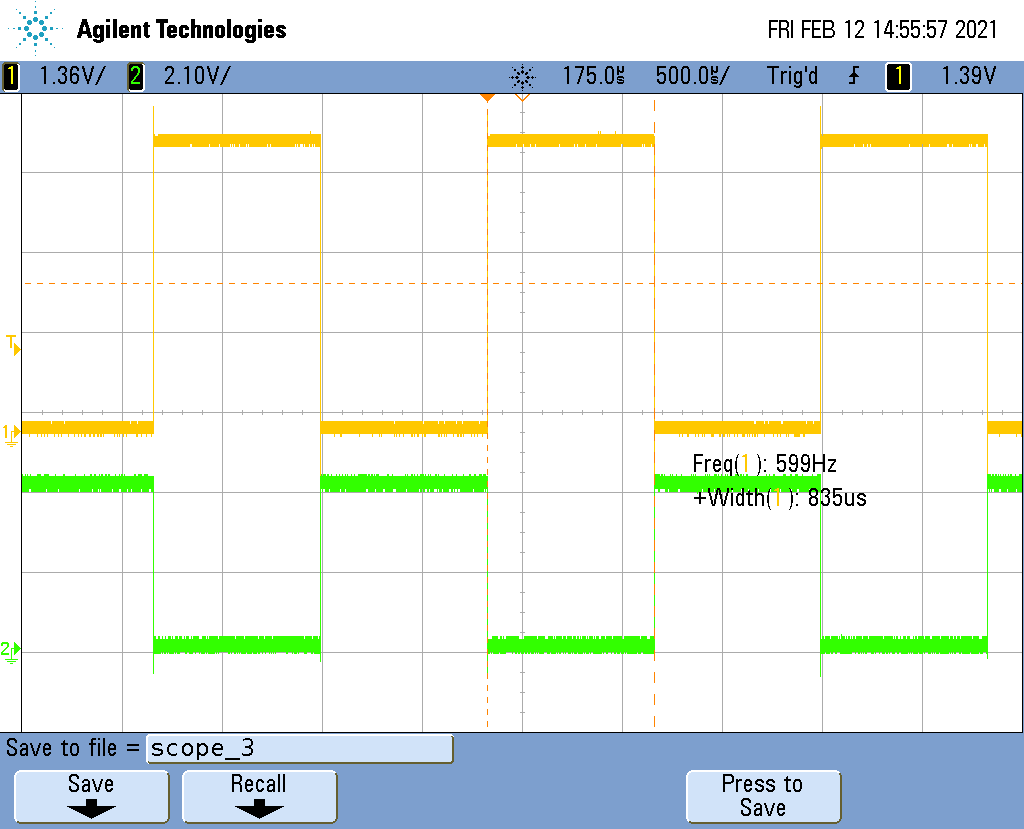 Agilent Technologies
FRI FEB 12 14:55:57 2021
1 1.36V/ 2 2.10V/ 175.0µs 500.0µs/ Trig'd 1 1.39V
T
1
Freq(1): 599Hz
+Width(1): 835us
2
Save to file = scope_3
Save Recall Press to
Save